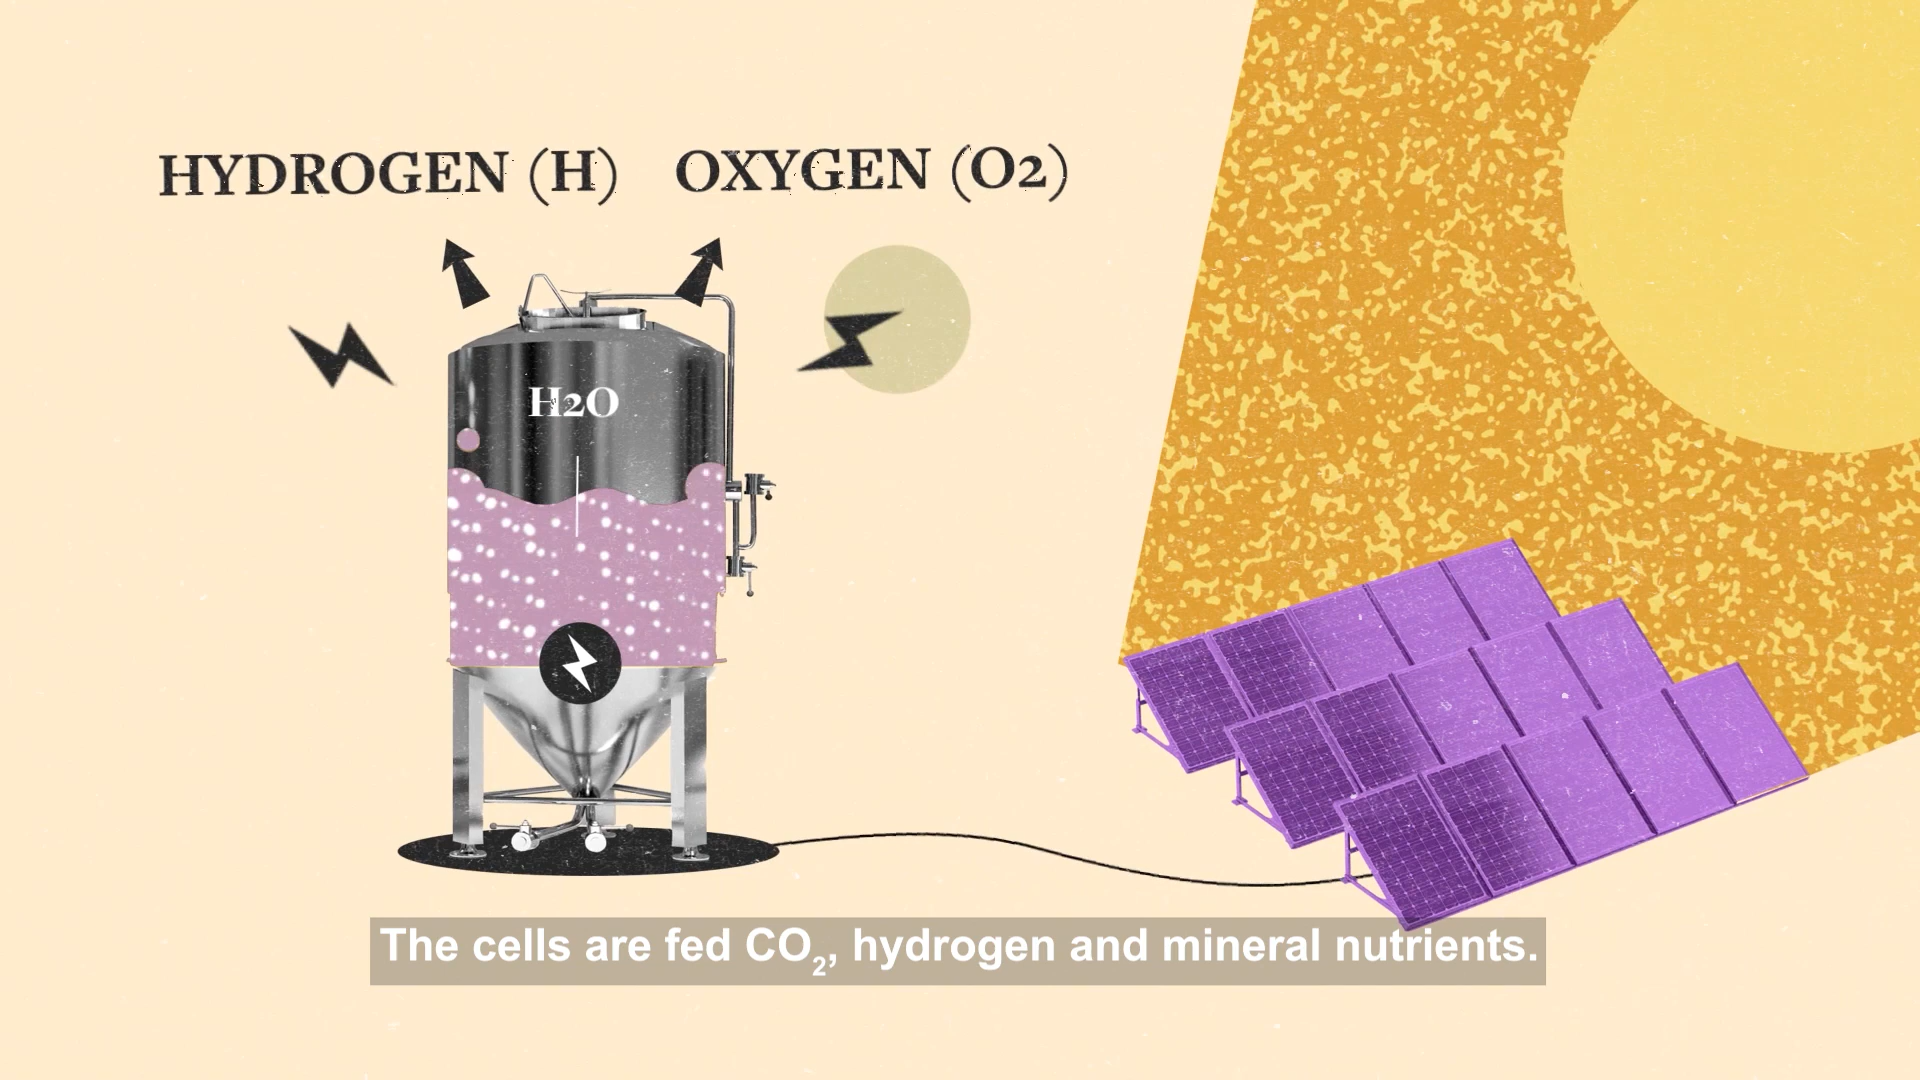 HYDROGEN (H) OXYGEN (O2)
H2O
The cells are fed CO₂, hydrogen and mineral nutrients.